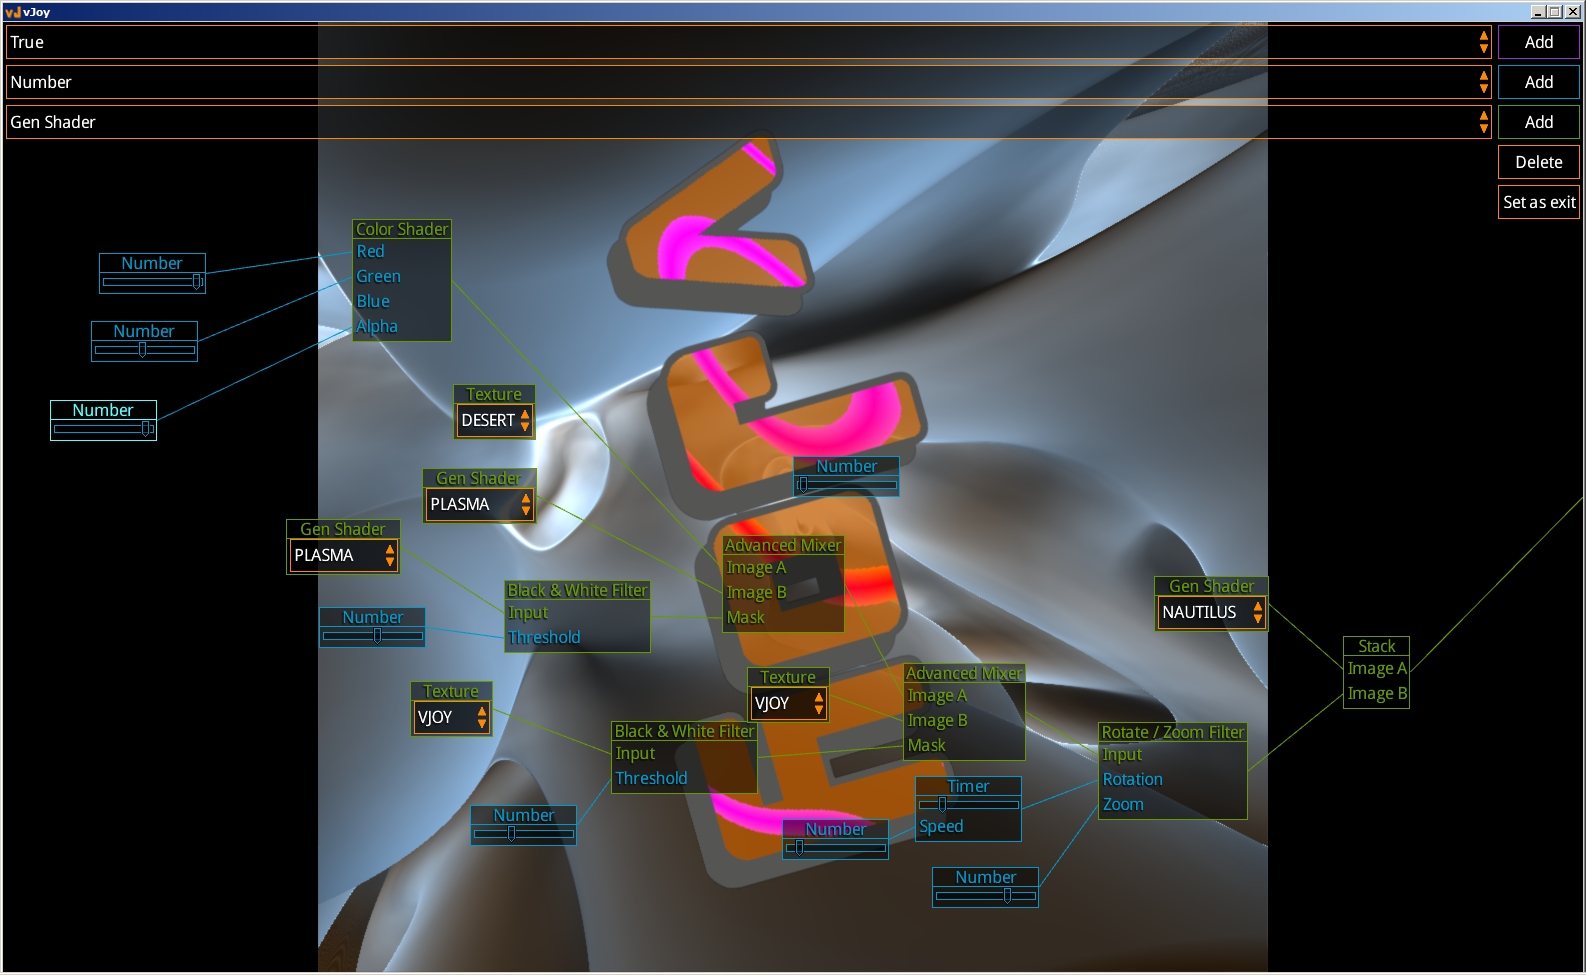 vJoy
True
Add
Number
Add
Gen Shader
Add
Delete
Set as exit
Color Shader
Red
Green
Blue
Alpha
Number
Number
Number
Texture
DESERT
Gen Shader
PLASMA
Number
Gen Shader
PLASMA
Advanced Mixer
Image A
Image B
Mask
Black & White Filter
Input
Threshold
Number
Gen Shader
NAUTILUS
Stack
Image A
Image B
Texture
VJOY
Texture
VJOY
Advanced Mixer
Image A
Image B
Mask
Black & White Filter
Input
Threshold
Rotate / Zoom Filter
Input
Rotation
Zoom
Timer
Speed
Number
Number
Number